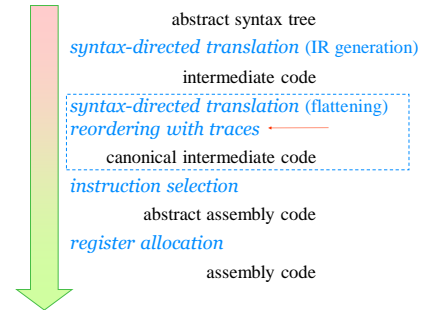 abstract syntax tree
syntax-directed translation (IR generation)
intermediate code
syntax-directed translation (flattening)
reordering with traces
canonical intermediate code
instruction selection
abstract assembly code
register allocation
assembly code